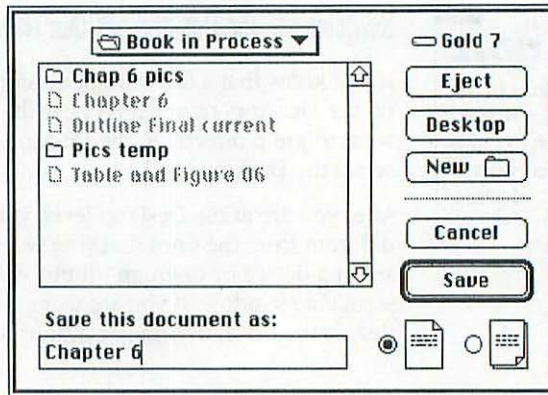 Book in Process
Gold 7
Chap 6 pics
Chapter 6
Outline Final current
Pics temp
Table and Figure 06
Eject
Desktop
New
Cancel
Save
Save this document as:
Chapter 6